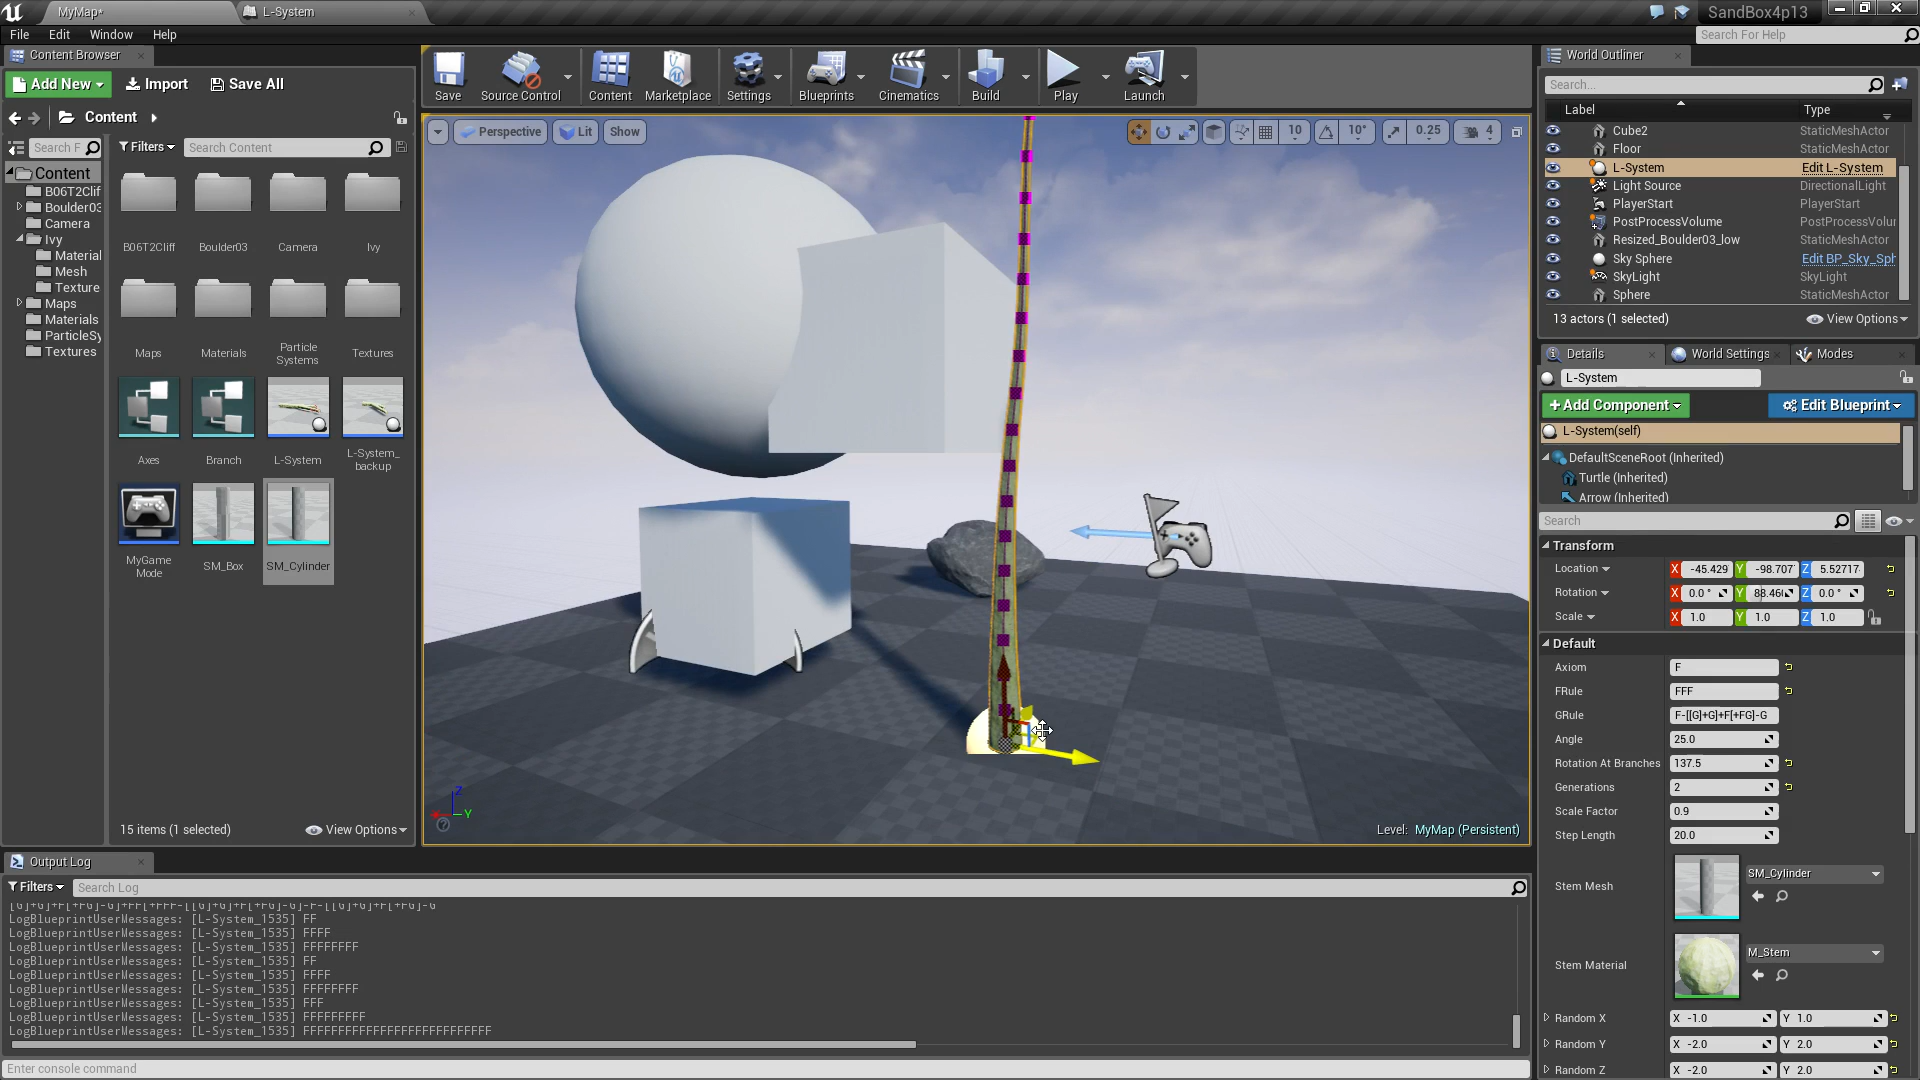 MyMap*
L-System
SandBox4p13
File
Edit
Window
Help
Search For Help
Content Browser
Add New
Import
Save All
Content
Search F
Filters
Search Content
Content
B06T2Clif
Boulder03
Camera
Ivy
Material
Mesh
Texture
Maps
Materials
ParticleSy
Textures
B06T2Cliff
Boulder03
Camera
Ivy
Maps
Materials
Particle Systems
Textures
Axes
Branch
L-System
L-System_backup
MyGame Mode
SM_Box
SM_Cylinder
15 items (1 selected)
View Options
Save
Source Control
Content
Marketplace
Settings
Blueprints
Cinematics
Build
Play
Launch
Perspective
Lit
Show
10
10°
0.25
4
Z
Y
Level: MyMap (Persistent)
World Outliner
Search...
Label
Type
Cube2 StaticMeshActor
Floor StaticMeshActor
L-System Edit L-System
Light Source DirectionalLight
PlayerStart PlayerStart
PostProcessVolume PostProcessVolur
Resized_Boulder03_low StaticMeshActor
Sky Sphere Edit BP_Sky_Sph
SkyLight SkyLight
Sphere StaticMeshActor
13 actors (1 selected)
View Options
Details
World Settings
Modes
L-System
+Add Component
Edit Blueprint
L-System(self)
DefaultSceneRoot (Inherited)
Turtle (Inherited)
Arrow (Inherited)
Search
Transform
Location X -45.429 Y -98.707 Z 5.52717
Rotation X 0.0 ° Y 88.46 Z 0.0 °
Scale X 1.0 Y 1.0 Z 1.0
Default
Axiom F
FRule FFF
GRule F-[[G]+G]+F[+FG]-G
Angle 25.0
Rotation At Branches 137.5
Generations 2
Scale Factor 0.9
Step Length 20.0
Stem Mesh SM_Cylinder
Stem Material M_Stem
Random X X -1.0 Y 1.0
Random Y X -2.0 Y 2.0
Random Z X -2.0 Y 2.0
Output Log
Filters
Search Log
LogBlueprintUserMessages: [L-System_1535] FF
LogBlueprintUserMessages: [L-System_1535] FFFF
LogBlueprintUserMessages: [L-System_1535] FFFFFFFF
LogBlueprintUserMessages: [L-System_1535] FF
LogBlueprintUserMessages: [L-System_1535] FFFF
LogBlueprintUserMessages: [L-System_1535] FFFFFFFF
LogBlueprintUserMessages: [L-System_1535] FFF
LogBlueprintUserMessages: [L-System_1535] FFFFFFFFF
LogBlueprintUserMessages: [L-System_1535] FFFFFFFFFFFFFFFFFFFFFFFFFFF
Enter console command